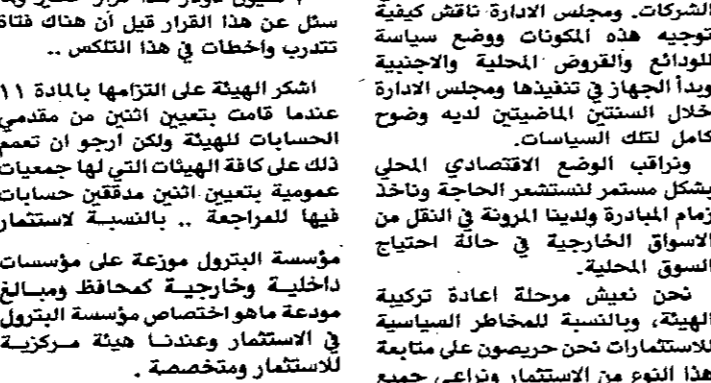 الشركات. ومجلس الادارة ناقش كيفية
توجيه هذه المكونات ووضع سياسة
للودائع والقروض المحلية والاجنبية
وبدأ الجهاز في تنفيذها ومجلس الادارة
خلال السنتين الماضيتين لديه وضوح
كامل لتلك السياسات.
ونراقب الوضع الاقتصادي المحلي
بشكل مستمر لنستشعر الحاجة وناخذ
زمام المبادرة ولدينا المرونة في النقل من
الاسواق الخارجية في حالة احتياج
السوق المحلية.
نحن نعيش مرحلة اعادة تركيبة
الهيئة، وبالنسبة للمخاطر السياسية
للاستثمارات نحن حريصون على متابعة
هذا النوع من الاستثمار ونراعي جميع
سئل عن هذا القرار قيل أن هناك فتاة
تتدرب واخطات في هذا التلكس ..
اشكر الهيئة على التزامها بالمادة ١١
عندما قامت بتعيين اثنين من مقدمي
الحسابات للهيئة ولكن ارجو ان تعمم
ذلك على كافة الهيئات التي لها جمعيات
عمومية بتعيين اثنين مدققين حسابات
فيها للمراجعة .. بالنسبة لاستثمار
مؤسسة البترول موزعة على مؤسسات
داخلية وخارجية كمحافظ ومبالغ
مودعة ماهو اختصاص مؤسسة البترول
في الاستثمار وعندنا هيئة مركزية
للاستثمار ومتخصصة .